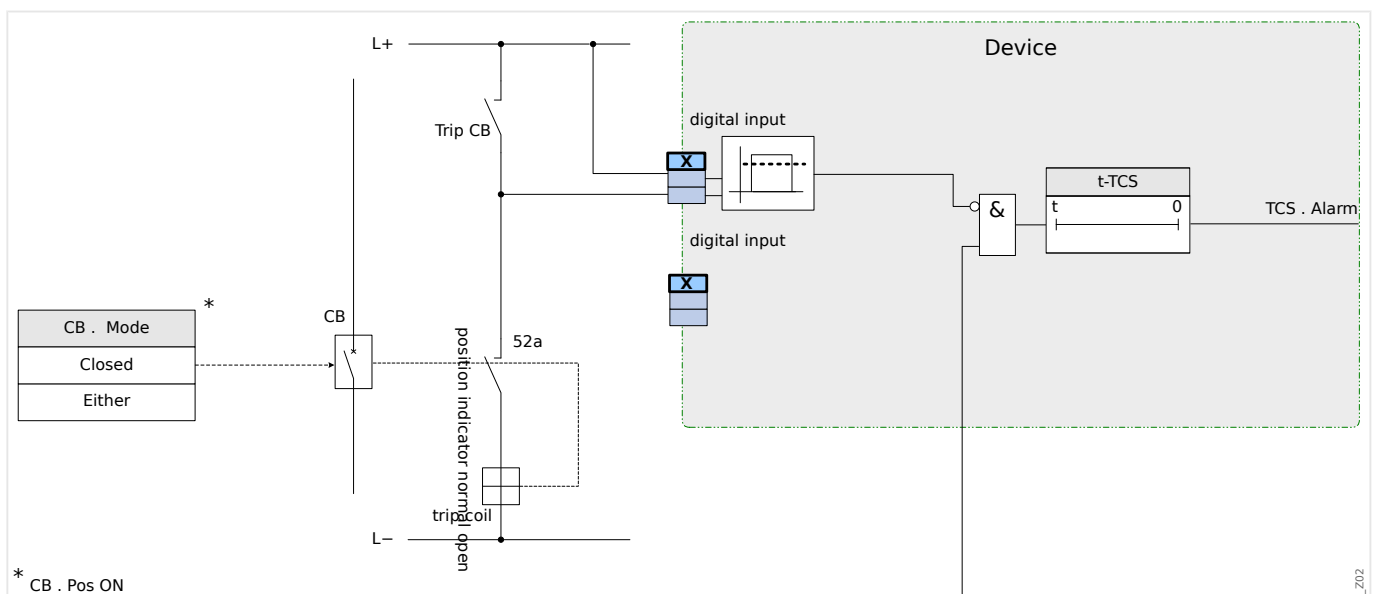 L+
Device
digital input
Trip CB
X
t-TCS
&
t 0
TCS . Alarm
digital input
X
*
CB
CB . Mode
Closed
Either
52a
position indicator normal open
trip coil
L−
*
CB . Pos ON
_Z02